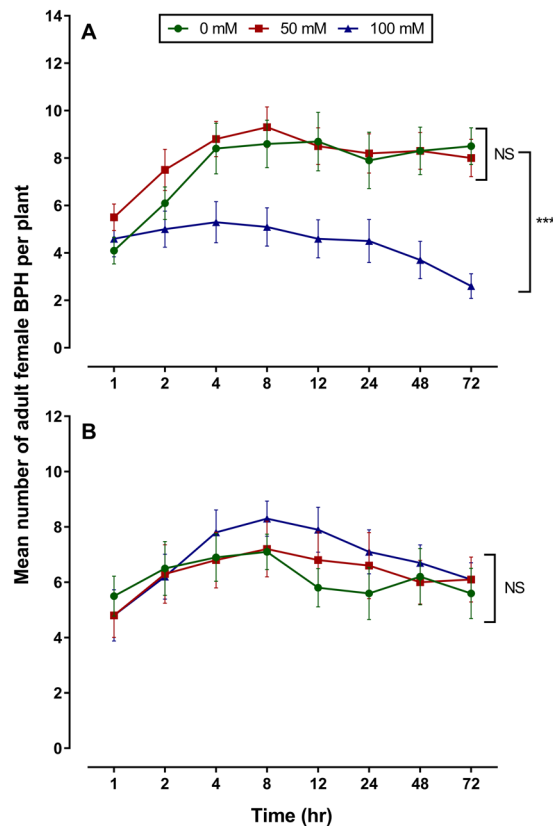 0 mM 50 mM 100 mM
A
14
12
10
8
6
4
2
0
NS
***
1 2 4 8 12 24 48 72
B
12
10
8
6
4
2
0
NS
1 2 4 8 12 24 48 72
Time (hr)
Mean number of adult female BPH per plant